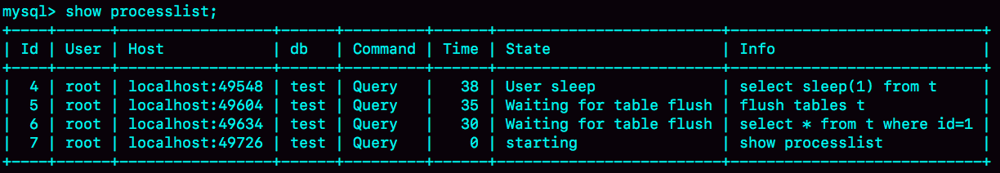 mysql> show processlist;
+----+------+-----------------+------+---------+------+-------------------------+----------------------------+
| Id | User | Host            | db   | Command | Time | State                   | Info                       |
+----+------+-----------------+------+---------+------+-------------------------+----------------------------+
|  4 | root | localhost:49548 | test | Query   |   38 | User sleep              | select sleep(1) from t     |
|  5 | root | localhost:49604 | test | Query   |   35 | Waiting for table flush | flush tables t             |
|  6 | root | localhost:49634 | test | Query   |   30 | Waiting for table flush | select * from t where id=1 |
|  7 | root | localhost:49726 | test | Query   |    0 | starting                | show processlist           |
+----+------+-----------------+------+---------+------+-------------------------+----------------------------+